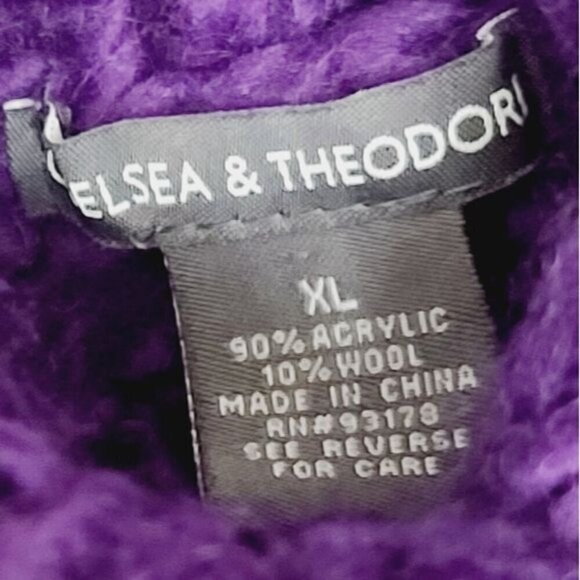 ELSEA & THEODOR
XL
90% ACRYLIC
10% WOOL
MADE IN CHINA
RN#93178
SEE REVERSE
FOR CARE